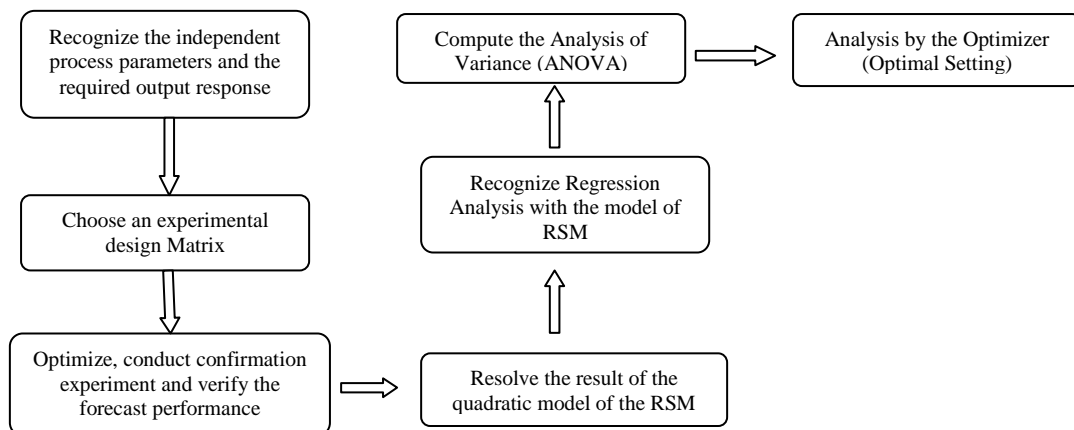 Recognize the independent
process parameters and the
required output response
Choose an experimental
design Matrix
Optimize, conduct confirmation
experiment and verify the
forecast performance
Resolve the result of the
quadratic model of the RSM
Recognize Regression
Analysis with the model of
RSM
Compute the Analysis of
Variance (ANOVA)
Analysis by the Optimizer
(Optimal Setting)